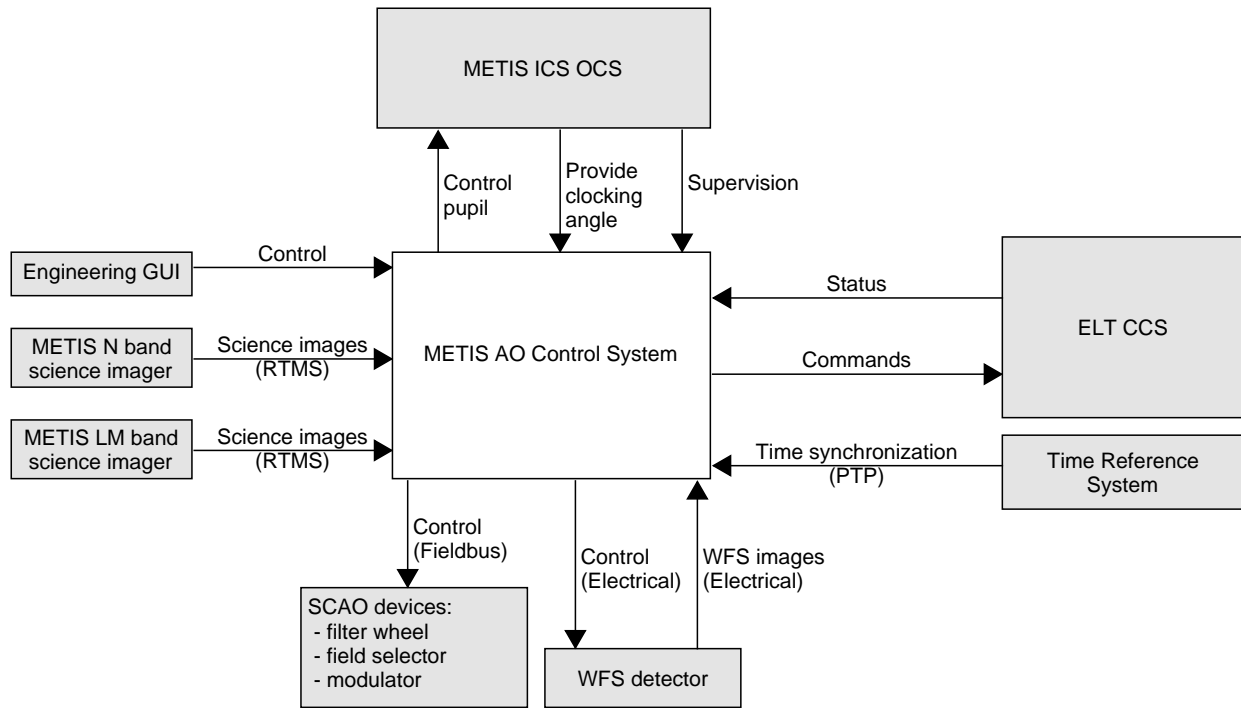 METIS ICS OCS
Control
pupil
Provide
clocking
angle
Supervision
Engineering GUI
Control
METIS N band
science imager
Science images
(RTMS)
METIS LM band
science imager
Science images
(RTMS)
METIS AO Control System
Status
Commands
ELT CCS
Time synchronization
(PTP)
Time Reference
System
Control
(Fieldbus)
Control
(Electrical)
WFS images
(Electrical)
SCAO devices:
- filter wheel
- field selector
- modulator
WFS detector